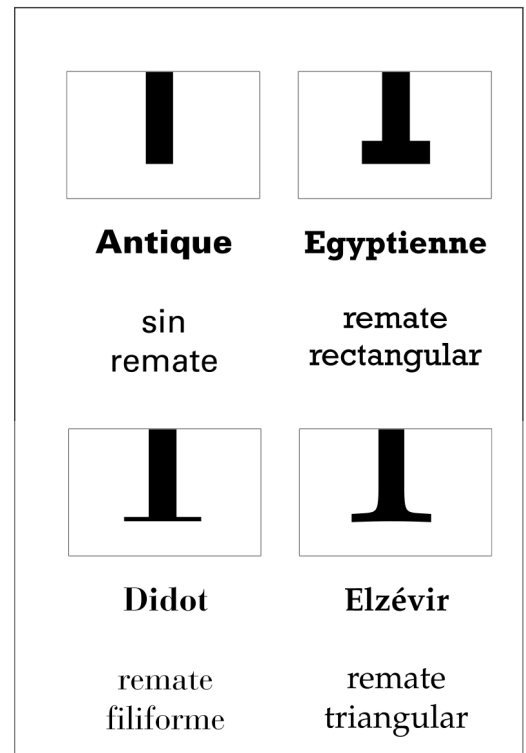 Antique
Egyptienne
sin
remate
remate
rectangular
Didot
Elzévir
remate
filiforme
remate
triangular